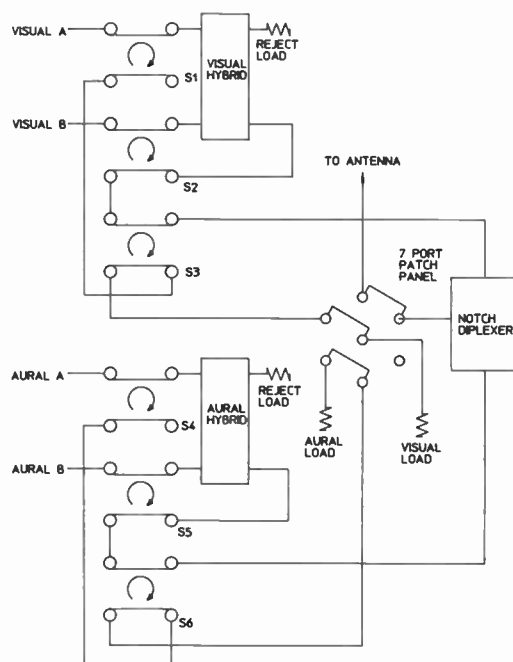 VISUAL A
REJECT
LOAD
VISUAL
HYBRID
S1
VISUAL B
TO ANTENNA
S2
7 PORT
PATCH
PANEL
S3
NOTCH
DIPLEXER
AURAL A
REJECT
LOAD
AURAL
HYBRID
S4
AURAL
LOAD
VISUAL
LOAD
AURAL B
S5
S6